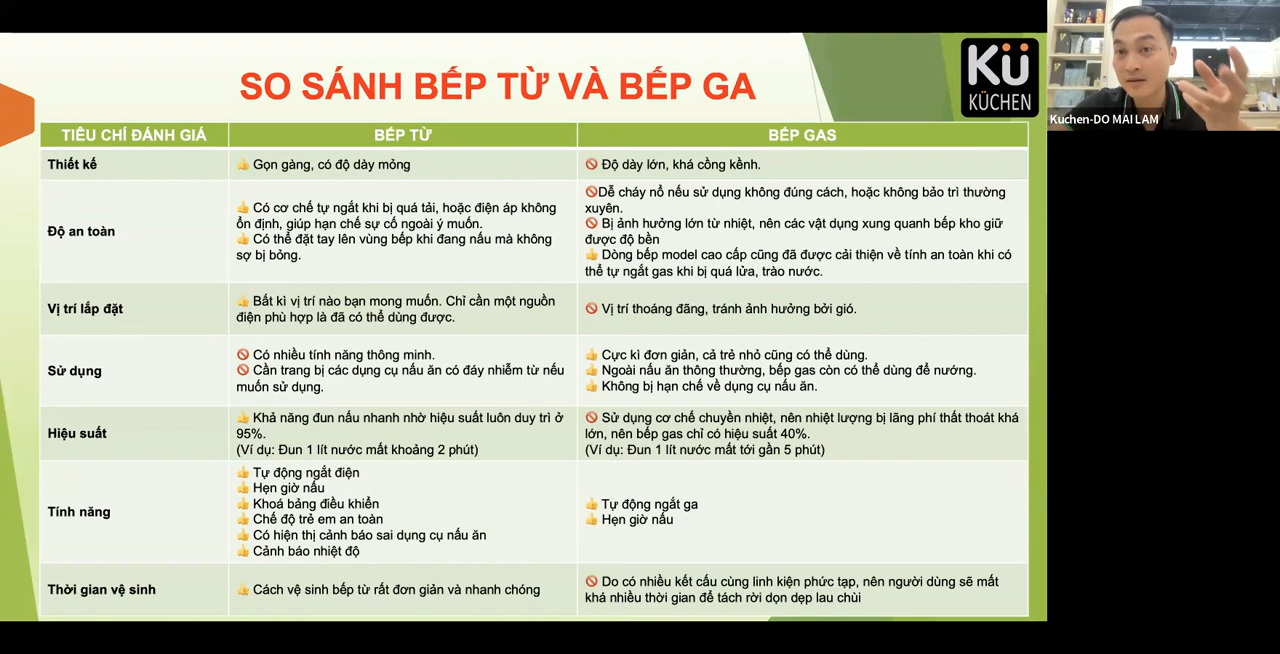 SO SÁNH BẾP TỪ VÀ BẾP GA
KÜ
KÜCHEN
Kuchen-DO MAI LAM
TIÊU CHÍ ĐÁNH GIÁ
BẾP TỪ
BẾP GAS
Thiết kế
👍 Gọn gàng, có độ dày mỏng
🚫 Độ dày lớn, khá cồng kềnh.
Độ an toàn
👍 Có cơ chế tự ngắt khi bị quá tải, hoặc điện áp không
ổn định, giúp hạn chế sự cố ngoài ý muốn.
👍 Có thể đặt tay lên vùng bếp khi đang nấu mà không
sợ bị bỏng.
🚫Dễ cháy nổ nếu sử dụng không đúng cách, hoặc không bảo trì thường
xuyên.
🚫 Bị ảnh hưởng lớn từ nhiệt, nên các vật dụng xung quanh bếp kho giữ
được độ bền
👍 Dòng bếp model cao cấp cũng đã được cải thiện về tính an toàn khi có
thể tự ngắt gas khi bị quá lửa, trào nước.
Vị trí lắp đặt
👍 Bất kì vị trí nào bạn mong muốn. Chỉ cần một nguồn
điện phù hợp là đã có thể dùng được.
🚫 Vị trí thoáng đãng, tránh ảnh hưởng bởi gió.
Sử dụng
🚫 Có nhiều tính năng thông minh.
🚫 Cần trang bị các dụng cụ nấu ăn có đáy nhiễm từ nếu
muốn sử dụng.
👍 Cực kì đơn giản, cả trẻ nhỏ cũng có thể dùng.
👍 Ngoài nấu ăn thông thường, bếp gas còn có thể dùng để nướng.
👍 Không bị hạn chế về dụng cụ nấu ăn.
Hiệu suất
👍 Khả năng đun nấu nhanh nhờ hiệu suất luôn duy trì ở
95%.
(Ví dụ: Đun 1 lít nước mất khoảng 2 phút)
🚫 Sử dụng cơ chế chuyền nhiệt, nên nhiệt lượng bị lãng phí thất thoát khá
lớn, nên bếp gas chỉ có hiệu suất 40%.
(Ví dụ: Đun 1 lít nước mất tới gần 5 phút)
Tính năng
👍 Tự động ngắt điện
👍 Hẹn giờ nấu
👍 Khoá bảng điều khiển
👍 Chế độ trẻ em an toàn
👍 Có hiện thị cảnh báo sai dụng cụ nấu ăn
👍 Cảnh báo nhiệt độ
👍 Tự động ngắt ga
👍 Hẹn giờ nấu
Thời gian vệ sinh
👍 Cách vệ sinh bếp từ rất đơn giản và nhanh chóng
🚫 Do có nhiều kết cấu cùng linh kiện phức tạp, nên người dùng sẽ mất
khá nhiều thời gian để tách rời dọn dẹp lau chùi